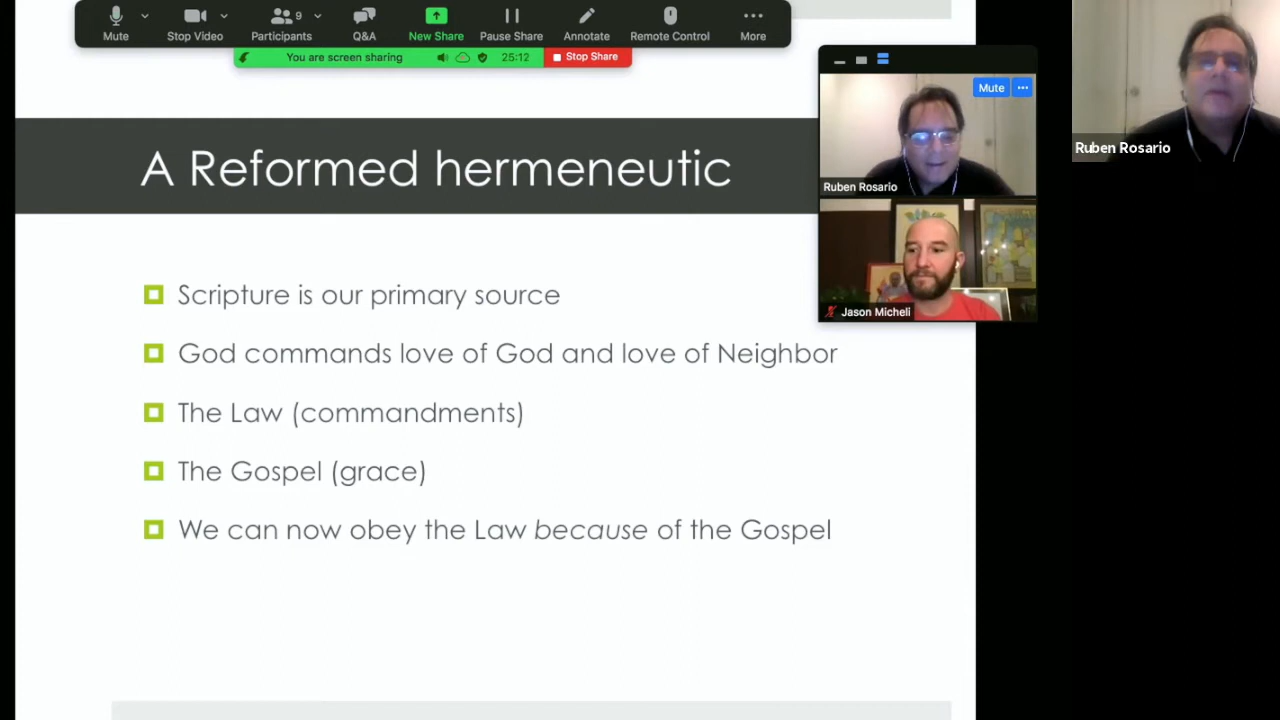 Mute
Stop Video
9
Participants
Q&A
New Share
Pause Share
Annotate
Remote Control
More
You are screen sharing
25:12
Stop Share
Mute
Ruben Rosario
Jason Micheli
Ruben Rosario
A Reformed hermeneutic
Scripture is our primary source
God commands love of God and love of Neighbor
The Law (commandments)
The Gospel (grace)
We can now obey the Law because of the Gospel